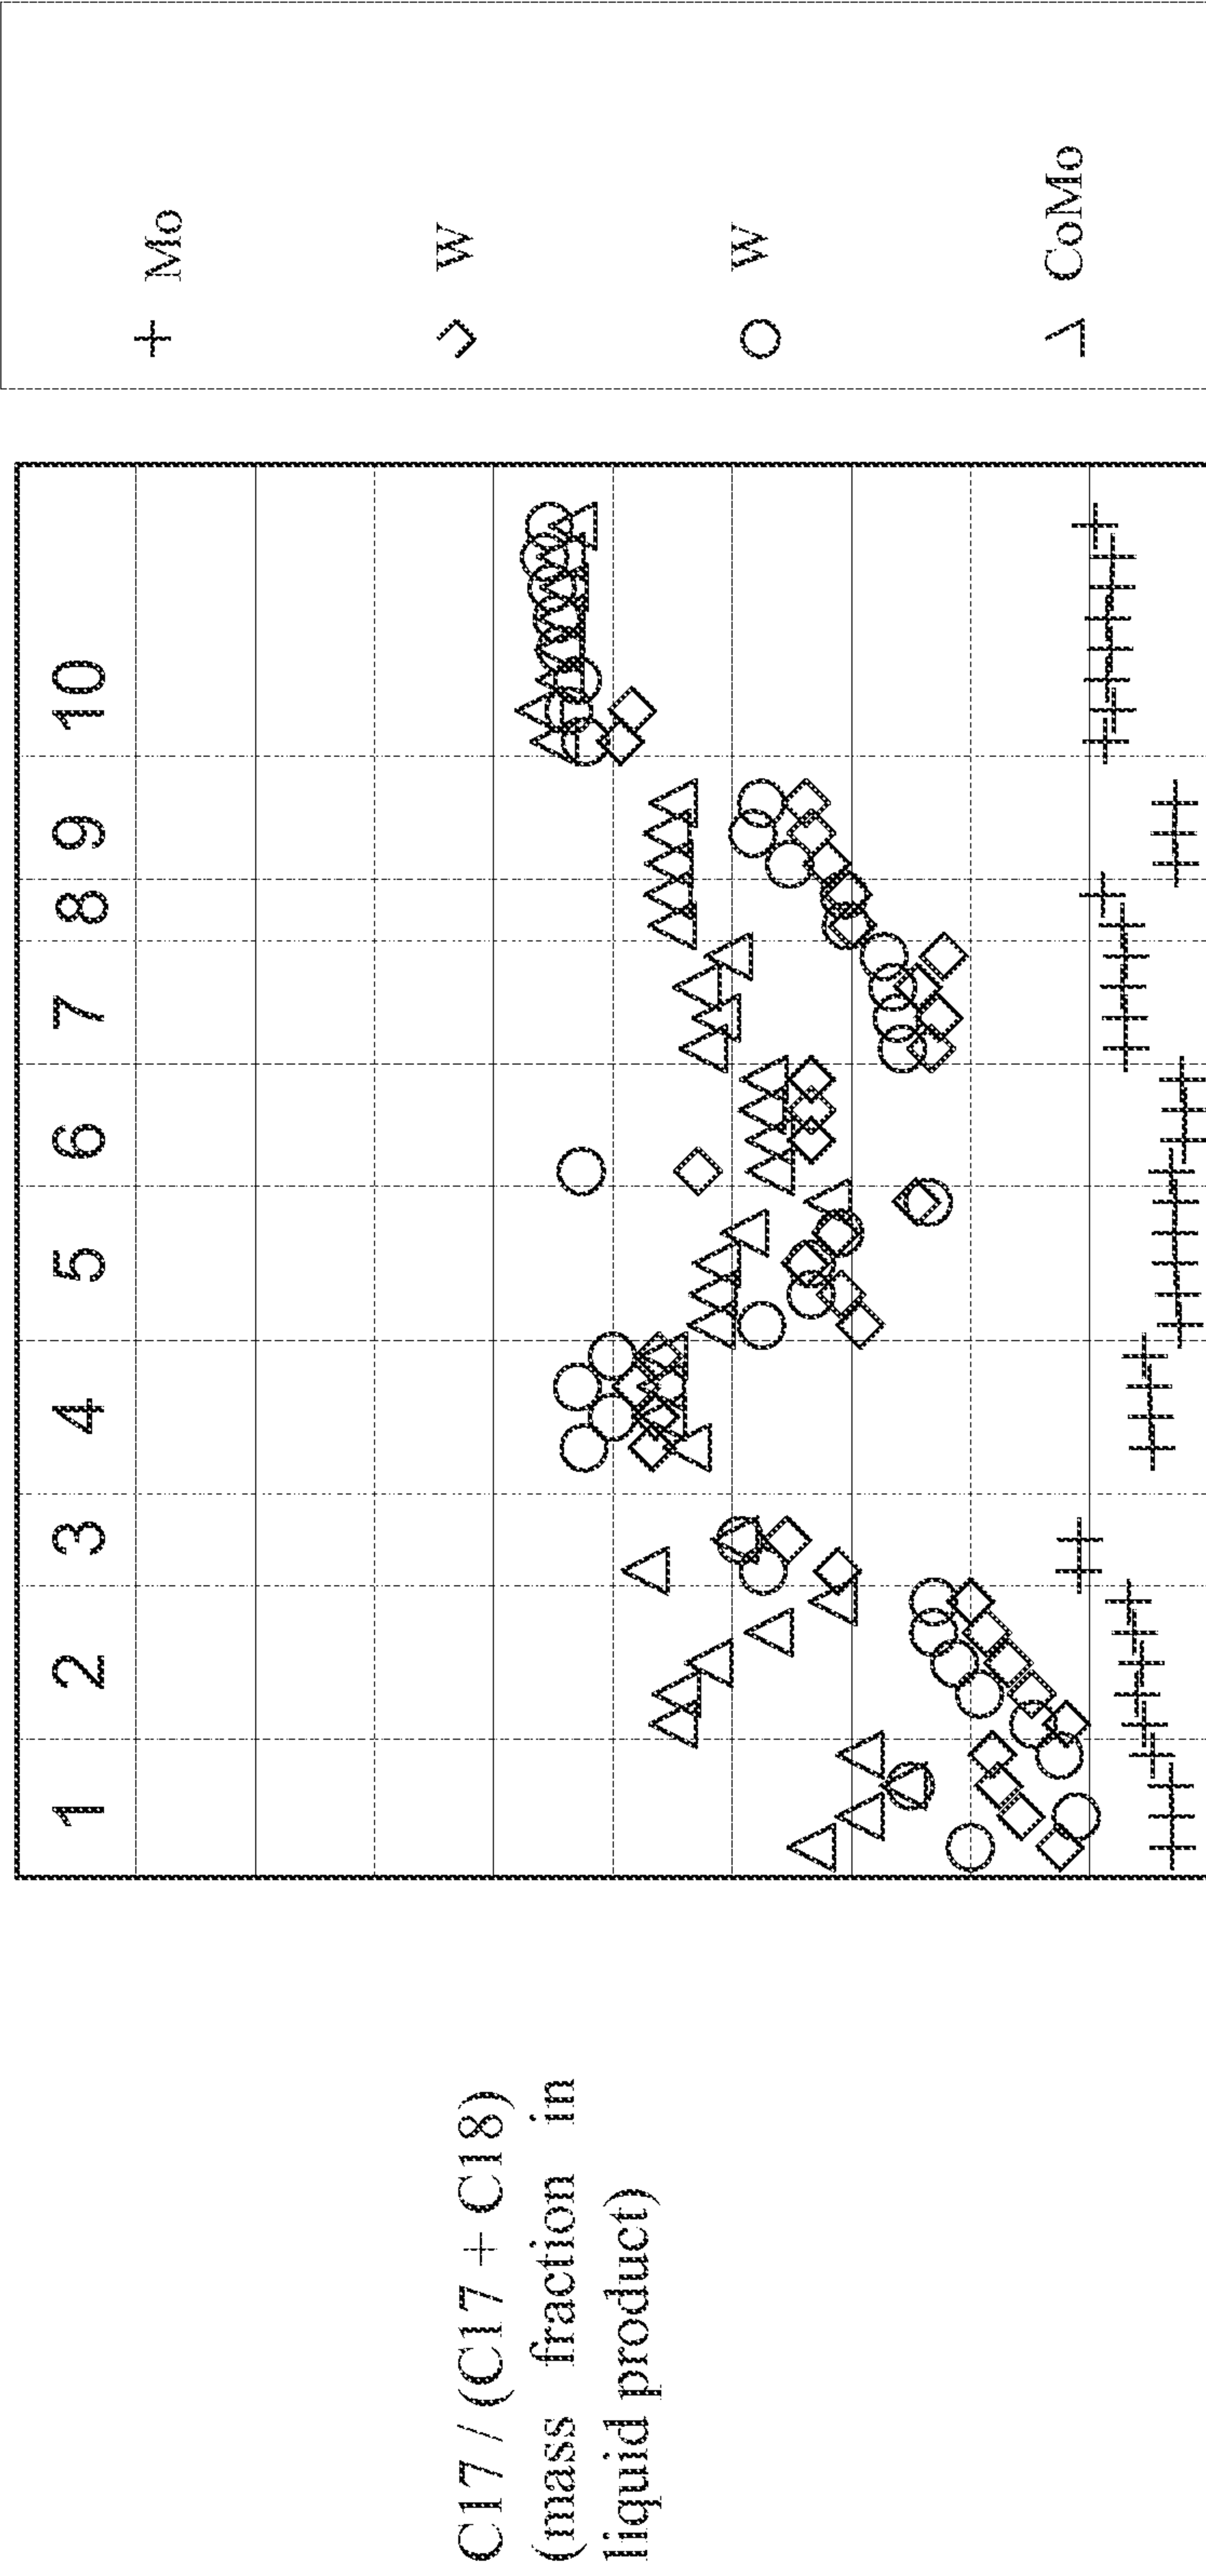 C17 / (C17 + C18)
(mass fraction in
liquid product)
1 2 3 4 5 6 7 8 9 10
Mo
W
W
CoMo